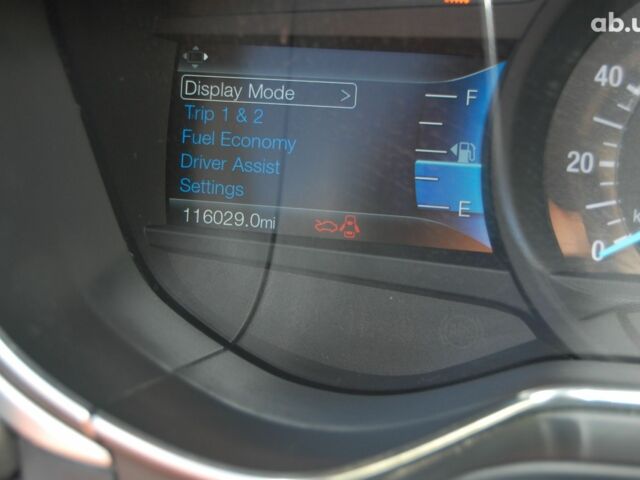 ab.u
Display Mode >
Trip 1 & 2
Fuel Economy
Driver Assist
Settings
116029.0mi
F
E
40
20
0